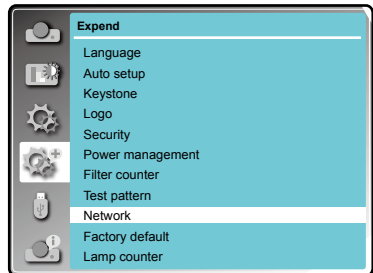 Expend
Language
Auto setup
Keystone
Logo
Security
Power management
Filter counter
Test pattern
Network
Factory default
Lamp counter